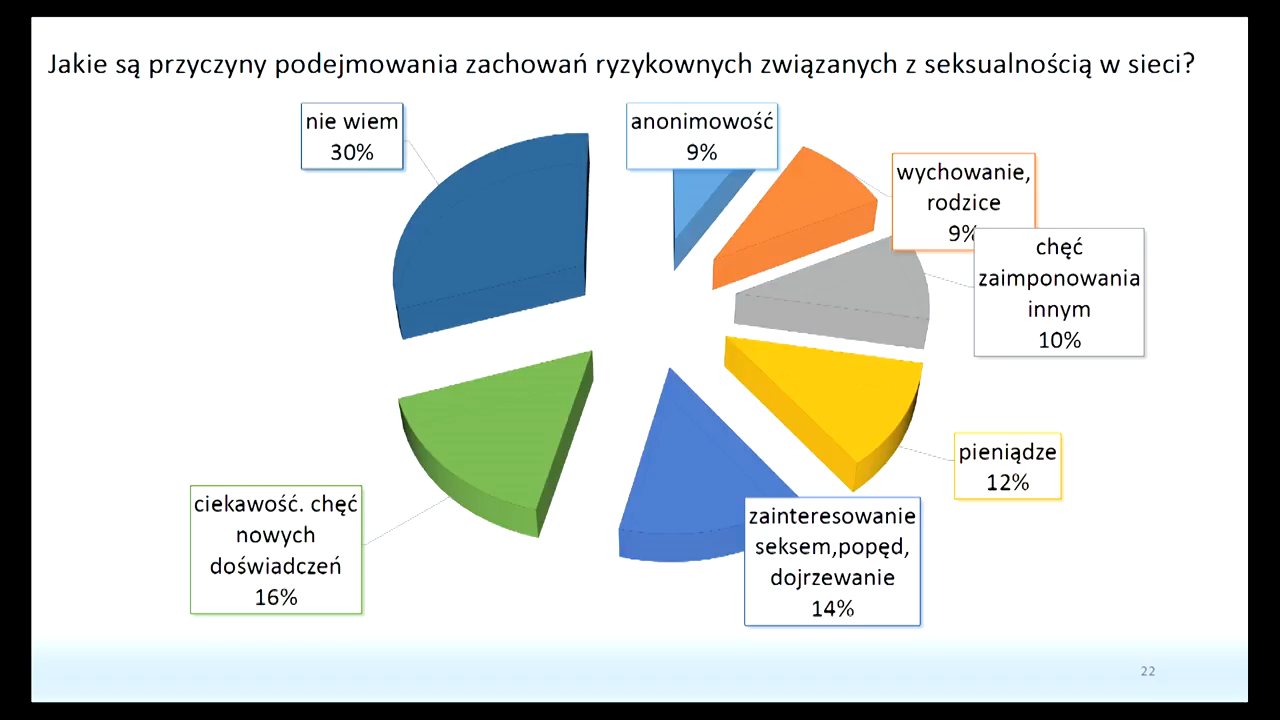 Jakie są przyczyny podejmowania zachowań ryzykownych związanych z seksualnością w sieci?
nie wiem
30%
anonimowość
9%
wychowanie,
rodzice
9%
chęć
zaimponowania
innym
10%
pieniądze
12%
zainteresowanie
seksem,popęd,
dojrzewanie
14%
ciekawość. chęć
nowych
doświadczeń
16%
22